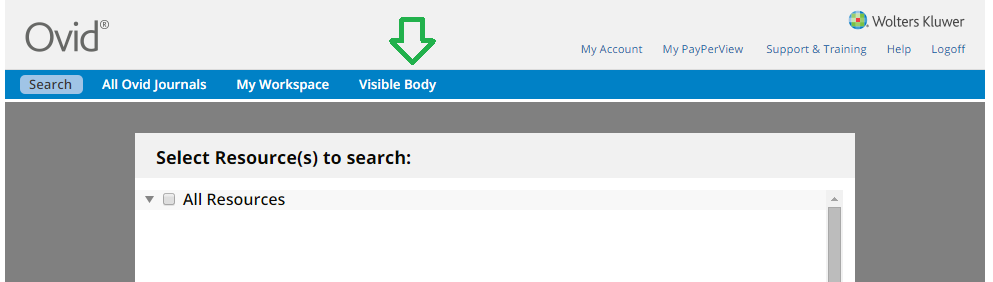 Ovid®
Wolters Kluwer
My Account My PayPerView Support & Training Help Logoff
Search All Ovid Journals My Workspace Visible Body
Select Resource(s) to search:
All Resources